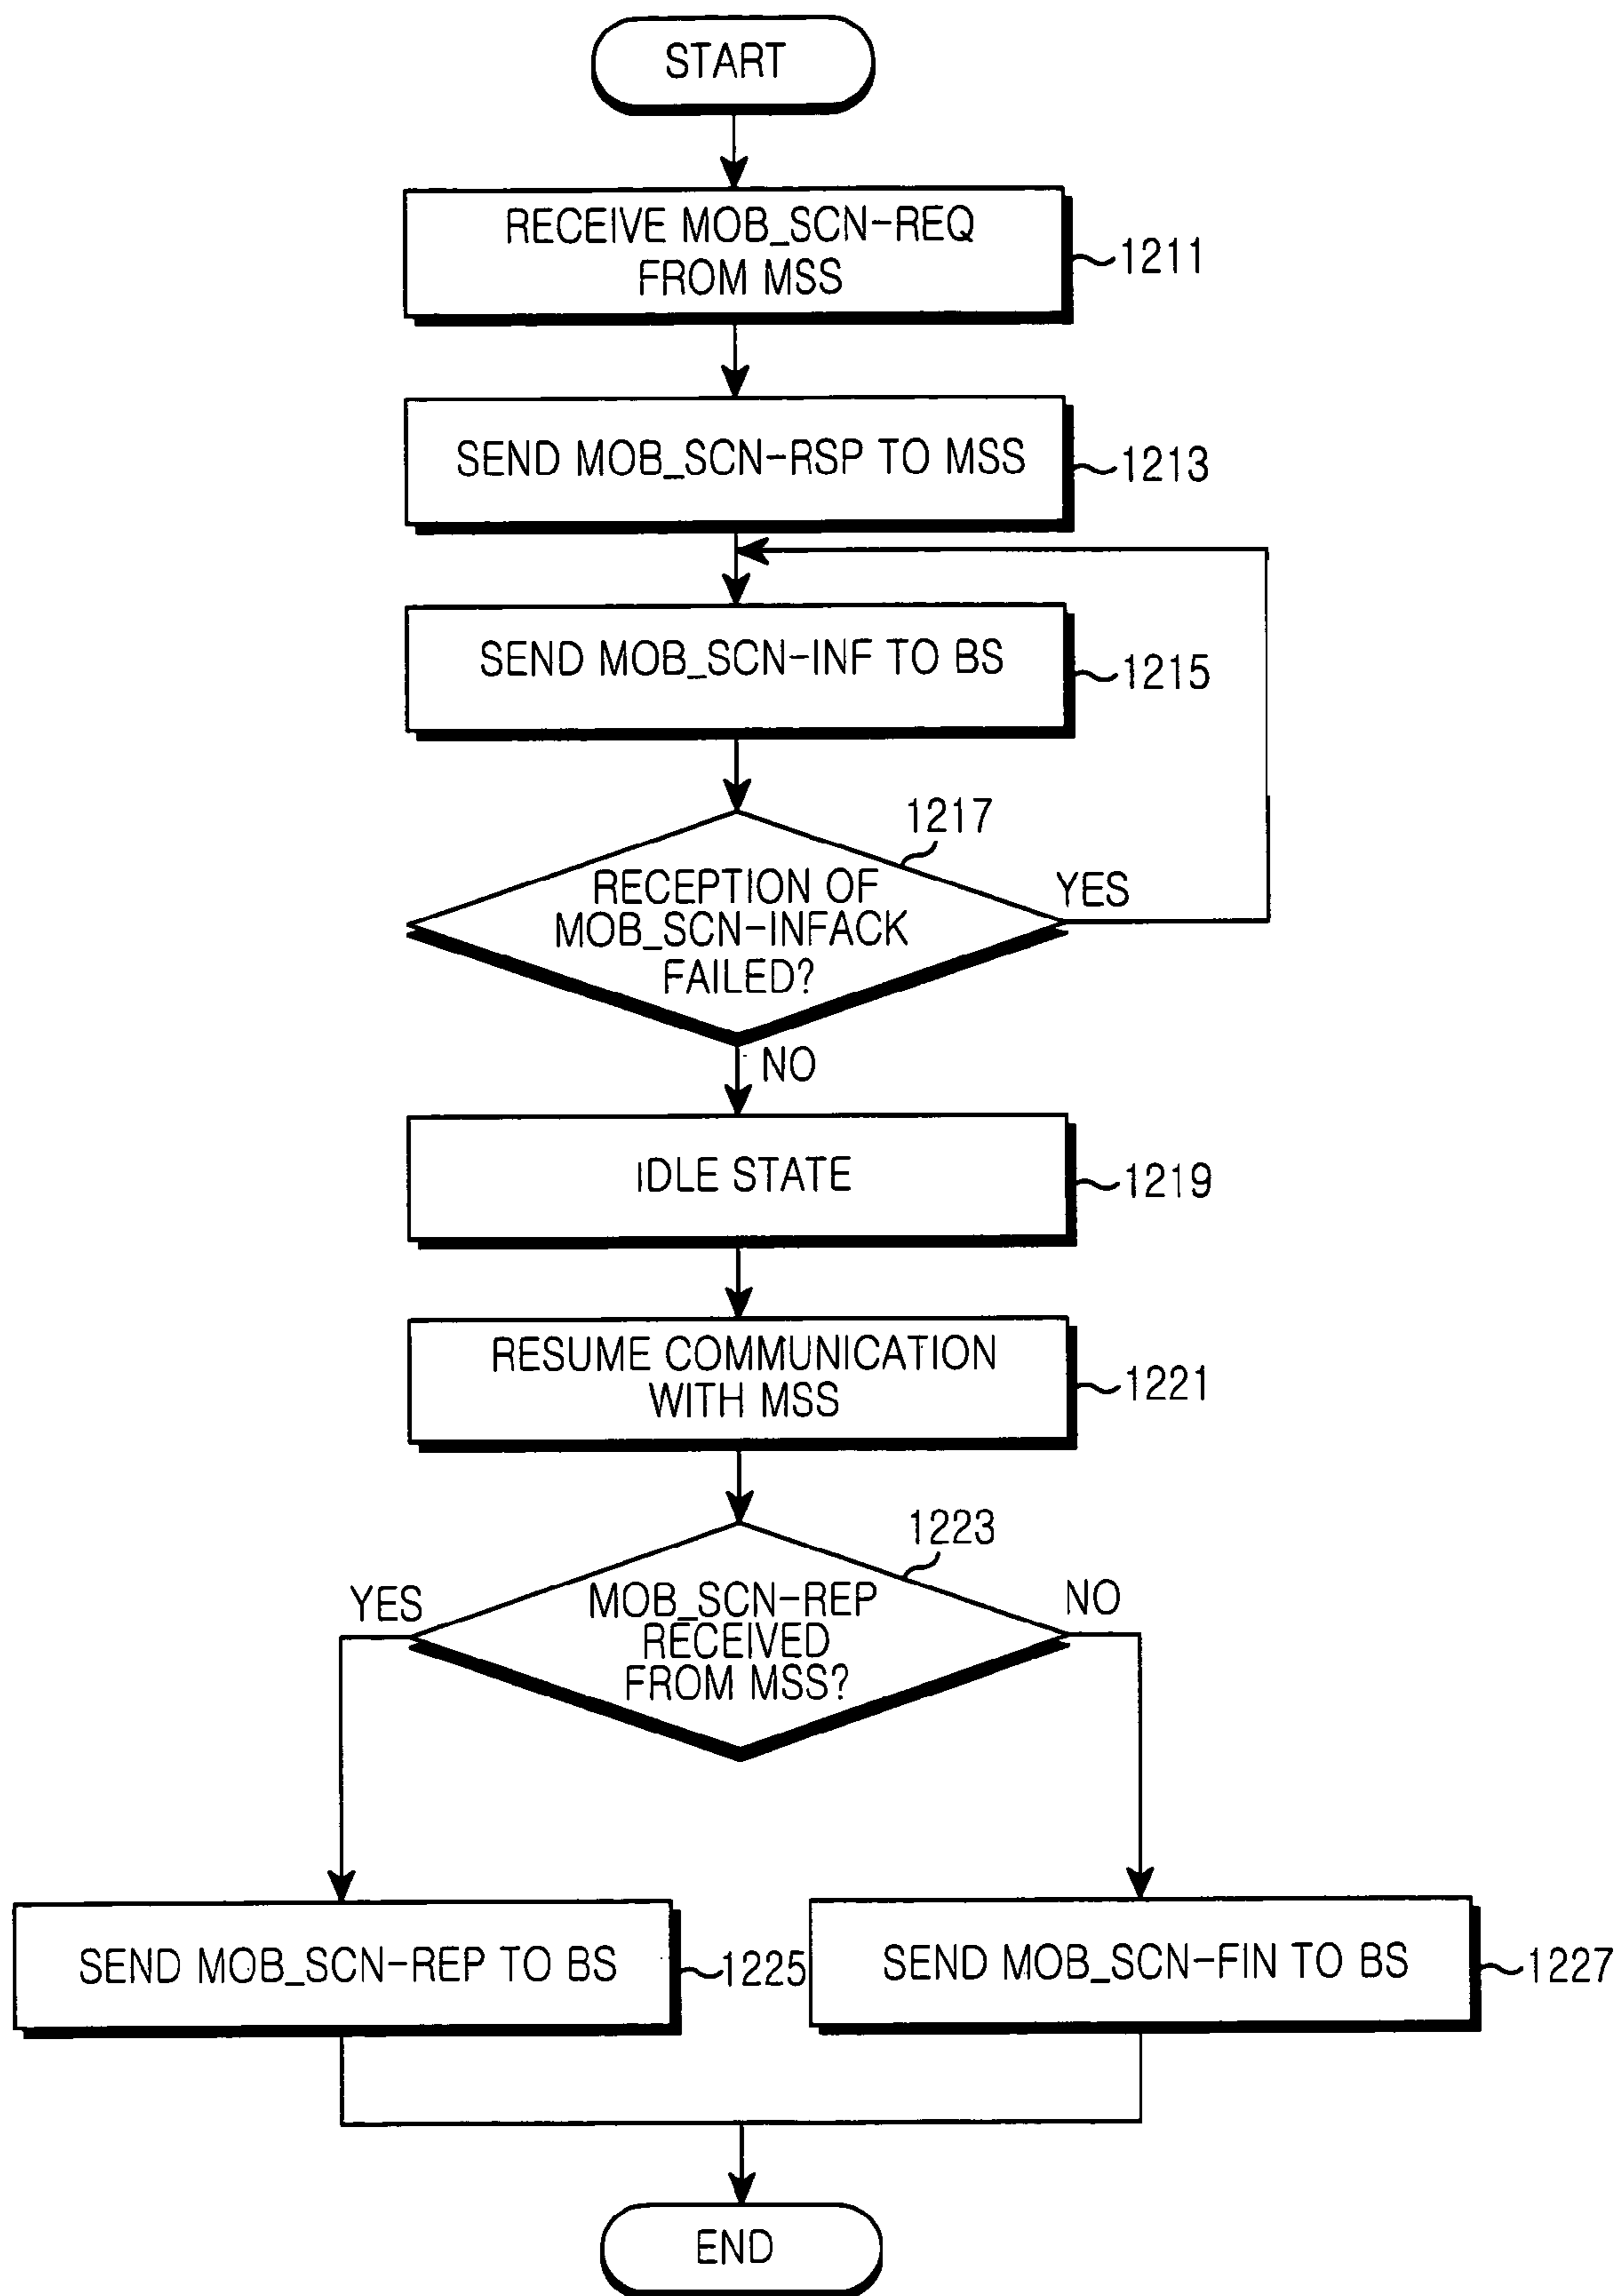 START
RECEIVE MOB_SCN-REQ
FROM MSS
1211
SEND MOB_SCN-RSP TO MSS
1213
SEND MOB_SCN-INF TO BS
1215
1217
RECEPTION OF
MOB_SCN-INFACK
FAILED?
YES
NO
IDLE STATE
1219
RESUME COMMUNICATION
WITH MSS
1221
1223
YES
MOB_SCN-REP
RECEIVED
FROM MSS?
NO
SEND MOB_SCN-REP TO BS
1225
SEND MOB_SCN-FIN TO BS
1227
END